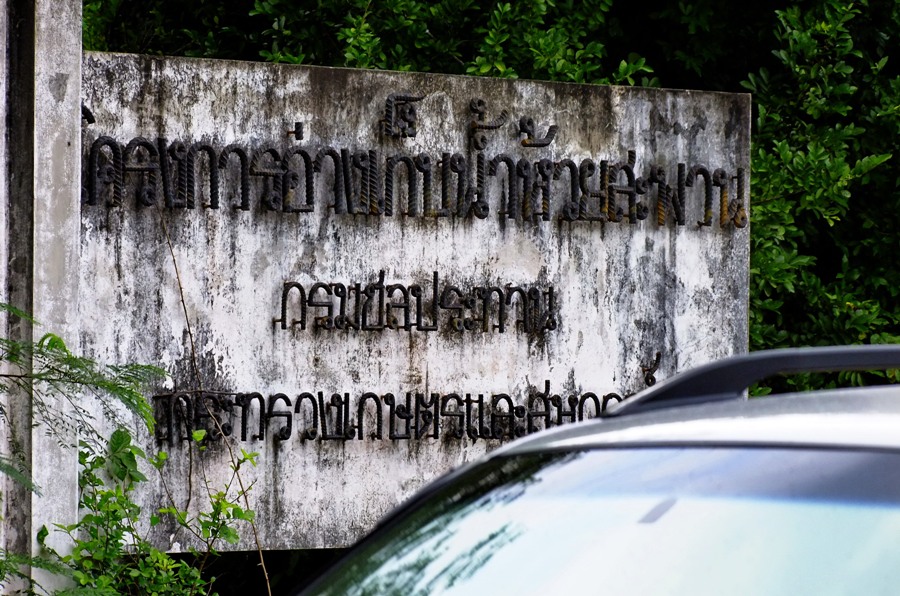 โครงการอ่างเก็บน้ำห้วยสะพาน
กรมชลประทาน
กระทรวงเกษตรและสหกร